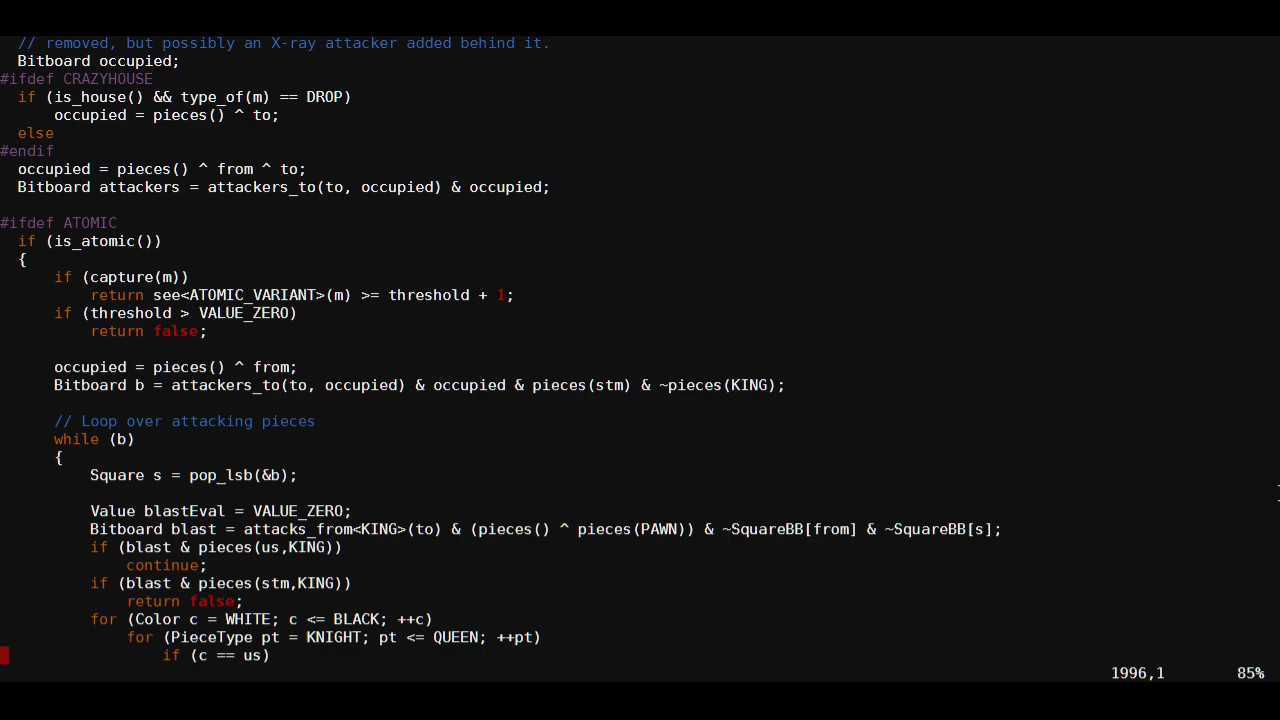 // removed, but possibly an X-ray attacker added behind it.
Bitboard occupied;
#ifdef CRAZYHOUSE
if (is_house() && type_of(m) == DROP)
occupied = pieces() ^ to;
else
#endif
occupied = pieces() ^ from ^ to;
Bitboard attackers = attackers_to(to, occupied) & occupied;
#ifdef ATOMIC
if (is_atomic())
{
if (capture(m))
return see<ATOMIC_VARIANT>(m) >= threshold + 1;
if (threshold > VALUE_ZERO)
return false;
occupied = pieces() ^ from;
Bitboard b = attackers_to(to, occupied) & occupied & pieces(stm) & ~pieces(KING);
// Loop over attacking pieces
while (b)
{
Square s = pop_lsb(&b);
Value blastEval = VALUE_ZERO;
Bitboard blast = attacks_from<KING>(to) & (pieces() ^ pieces(PAWN)) & ~SquareBB[from] & ~SquareBB[s];
if (blast & pieces(us,KING))
continue;
if (blast & pieces(stm,KING))
return false;
for (Color c = WHITE; c <= BLACK; ++c)
for (PieceType pt = KNIGHT; pt <= QUEEN; ++pt)
if (c == us)
1996,1 85%